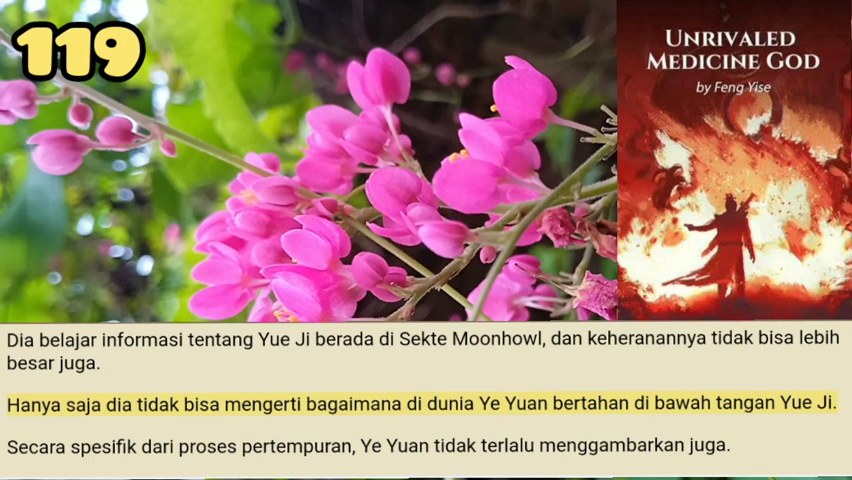 119
UNRIVALED
MEDICINE GOD
by Feng Yise
Dia belajar informasi tentang Yue Ji berada di Sekte Moonhowl, dan keheranannya tidak bisa lebih
besar juga.
Hanya saja dia tidak bisa mengerti bagaimana di dunia Ye Yuan bertahan di bawah tangan Yue Ji.
Secara spesifik dari proses pertempuran, Ye Yuan tidak terlalu menggambarkan juga.